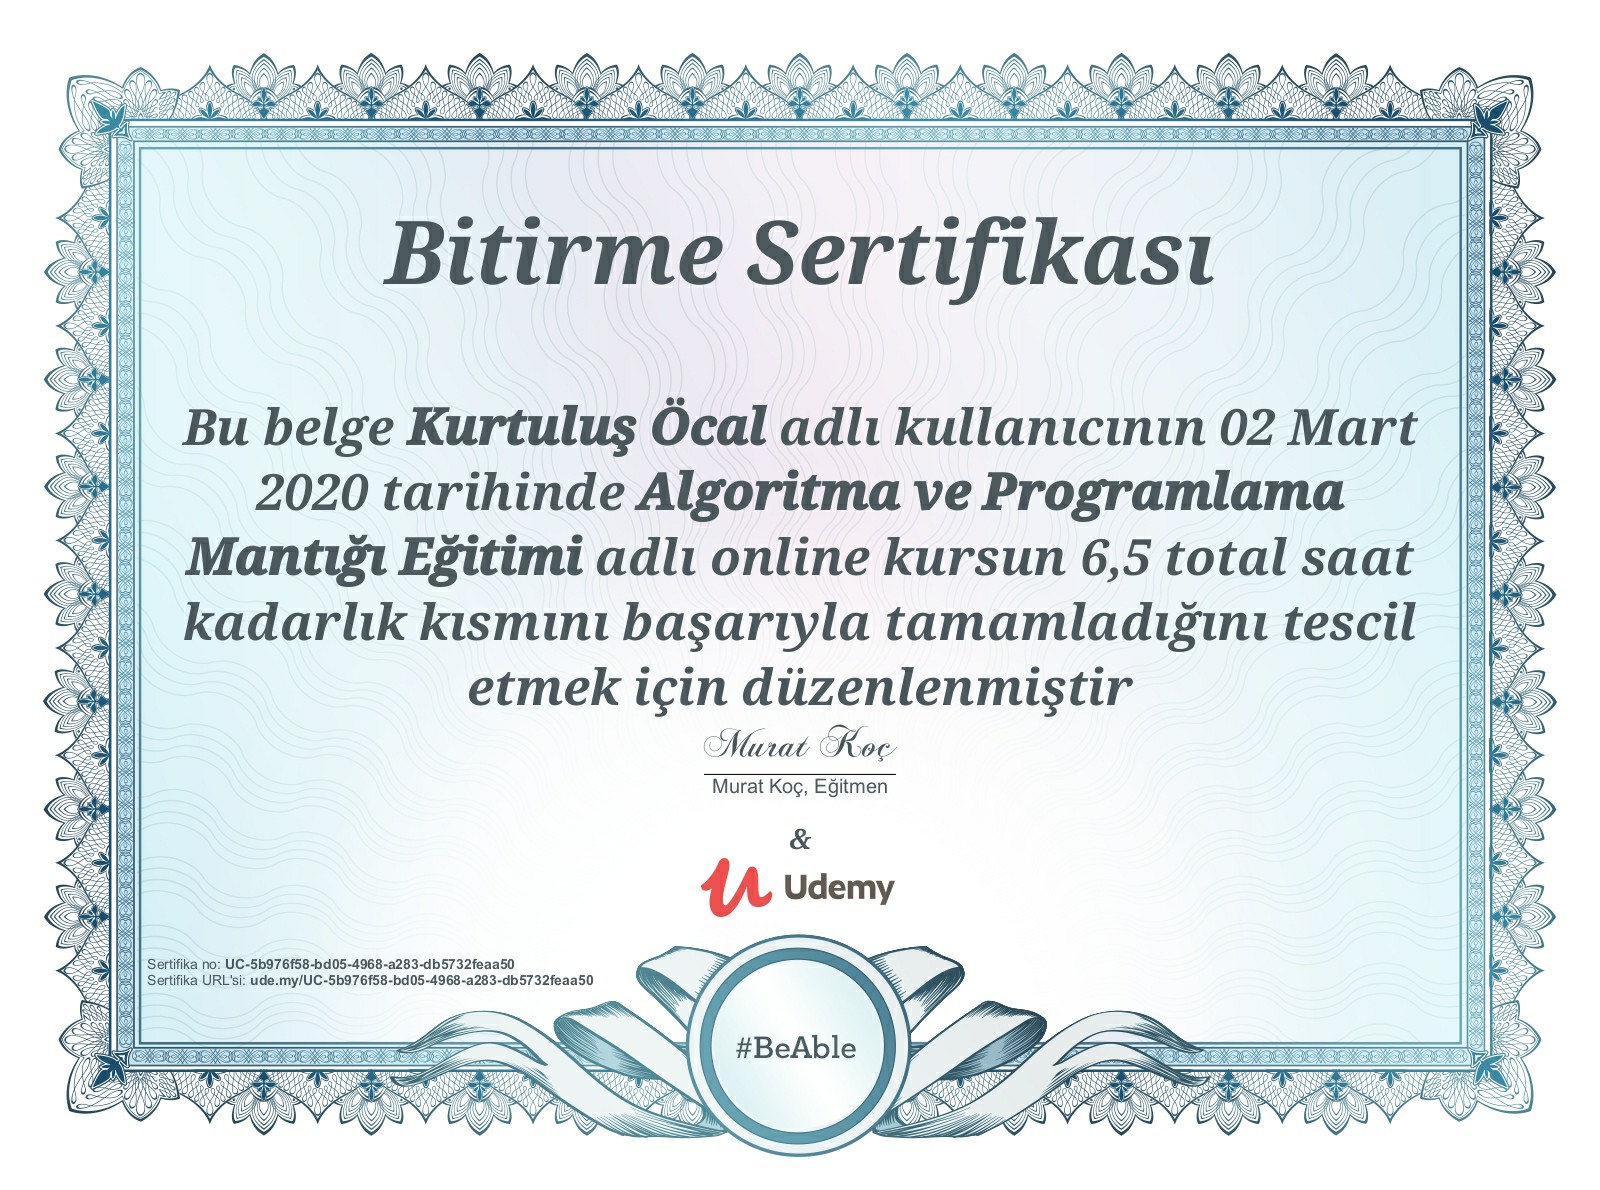 Bitirme Sertifikası
Bu belge Kurtuluş Öcal adlı kullanıcının 02 Mart
2020 tarihinde Algoritma ve Programlama
Mantığı Eğitimi adlı online kursun 6,5 total saat
kadarlık kısmını başarıyla tamamladığını tescil
etmek için düzenlenmiştir
Murat Koç
Murat Koç, Eğitmen
&
Udemy
Sertifika no: UC-5b976f58-bd05-4968-a283-db5732feaa50
Sertifika URL'si: ude.my/UC-5b976f58-bd05-4968-a283-db5732feaa50
#BeAble